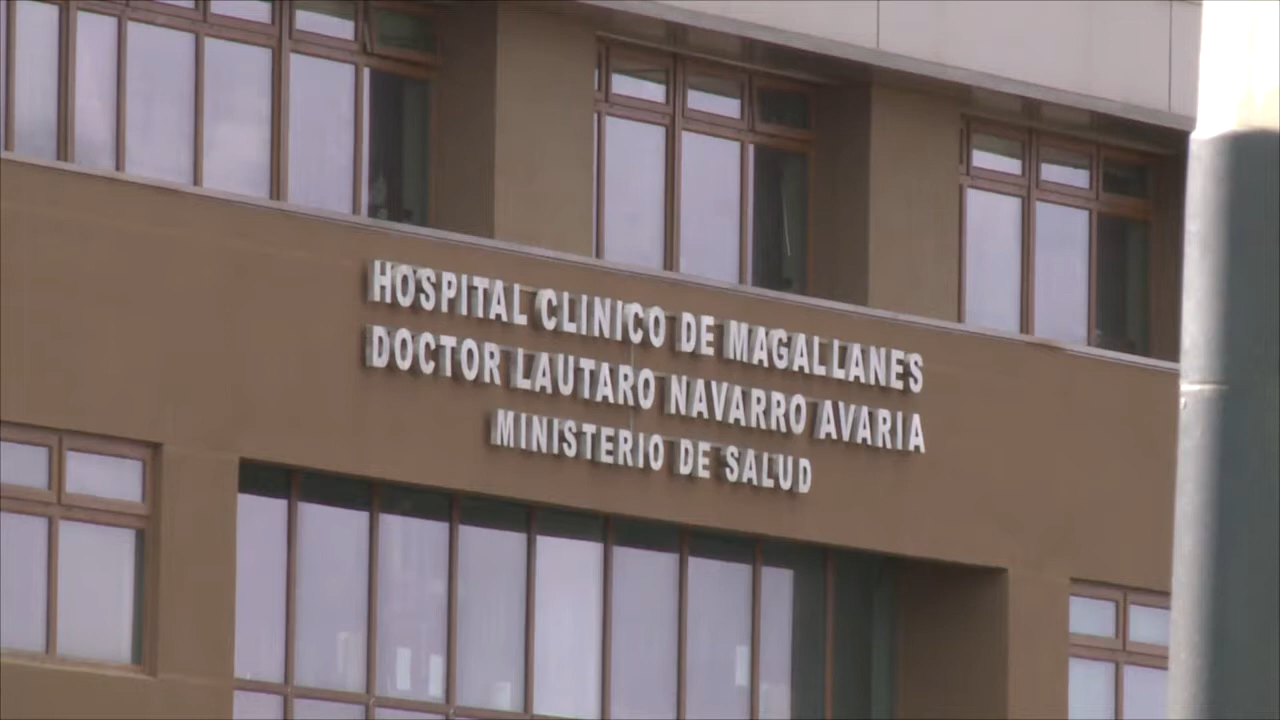 HOSPITAL CLINICO DE MAGALLANES
DOCTOR LAUTARO NAVARRO AVARIA
MINISTERIO DE SALUD